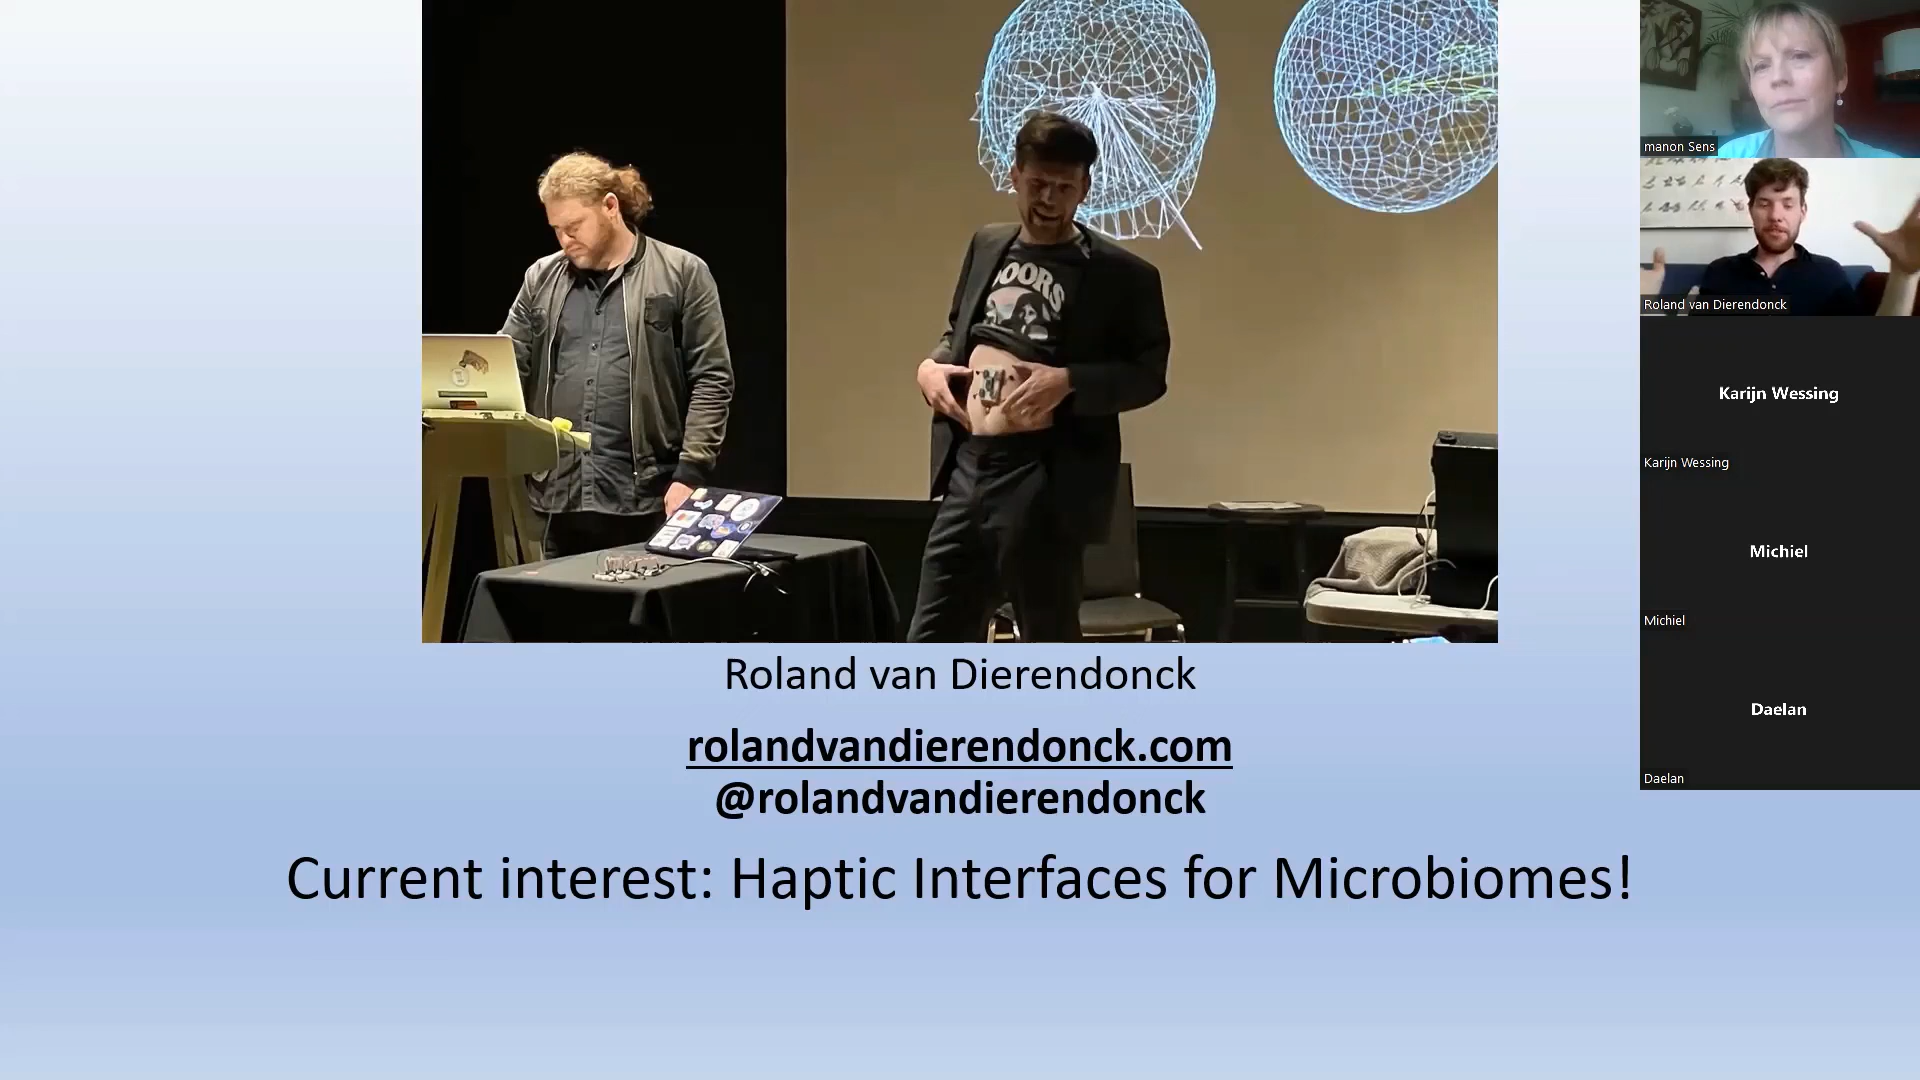 OORS
Roland van Dierendonck
rolandvandierendonck.com
@rolandvandierendonck
Current interest: Haptic Interfaces for Microbiomes!
manon Sens
Roland van Dierendonck
Karijn Wessing
Karijn Wessing
Michiel
Michiel
Daelan
Daelan